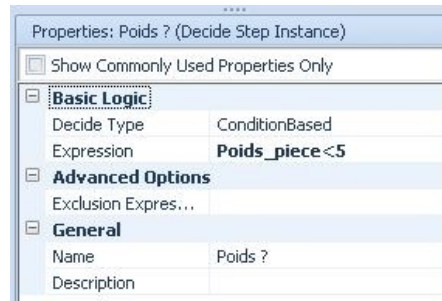 Properties: Poids ? (Decide Step Instance)
Show Commonly Used Properties Only
Basic Logic
Decide Type ConditionBased
Expression Poids_piece<5
Advanced Options
Exclusion Expres...
General
Name Poids ?
Description